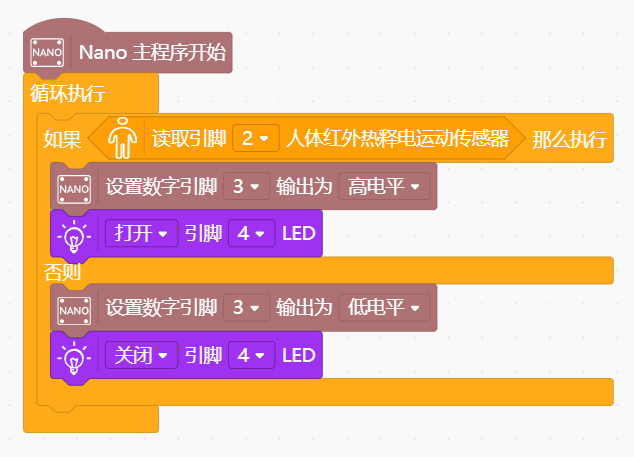 NANO Nano 主程序开始
循环执行
如果 读取引脚 2 人体红外热释电运动传感器 那么执行
NANO 设置数字引脚 3 输出为 高电平
打开 引脚 4 LED
否则
NANO 设置数字引脚 3 输出为 低电平
关闭 引脚 4 LED